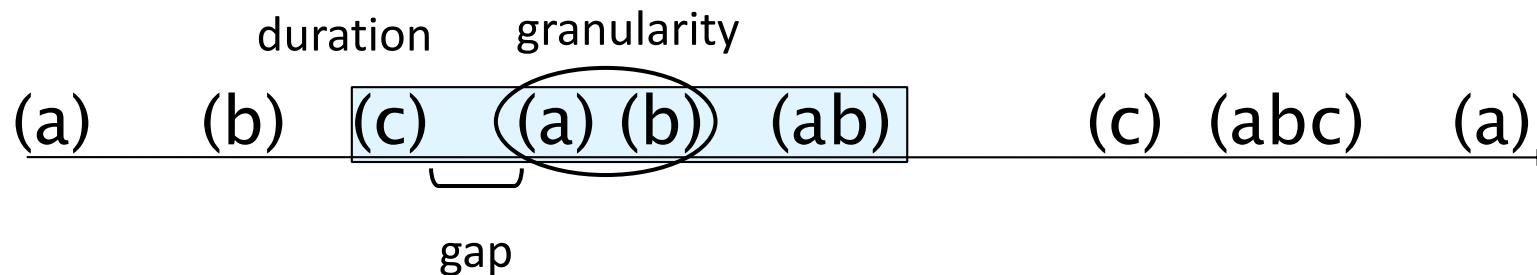 duration granularity
(a) (b) (c) (a) (b) (ab) (c) (abc) (a)
gap